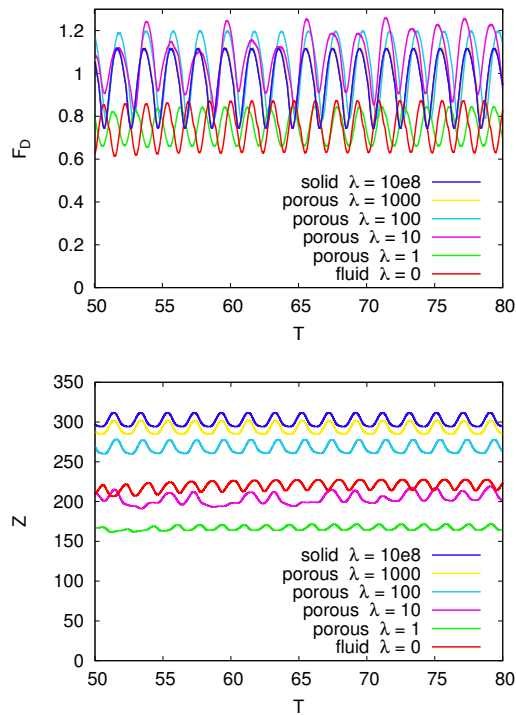 1.2
1
0.8
0.6
0.4
0.2
0
F_D
solid λ = 10e8
porous λ = 1000
porous λ = 100
porous λ = 10
porous λ = 1
fluid λ = 0
50 55 60 65 70 75 80
T
350
300
250
200
150
100
50
0
Z
solid λ = 10e8
porous λ = 1000
porous λ = 100
porous λ = 10
porous λ = 1
fluid λ = 0
50 55 60 65 70 75 80
T